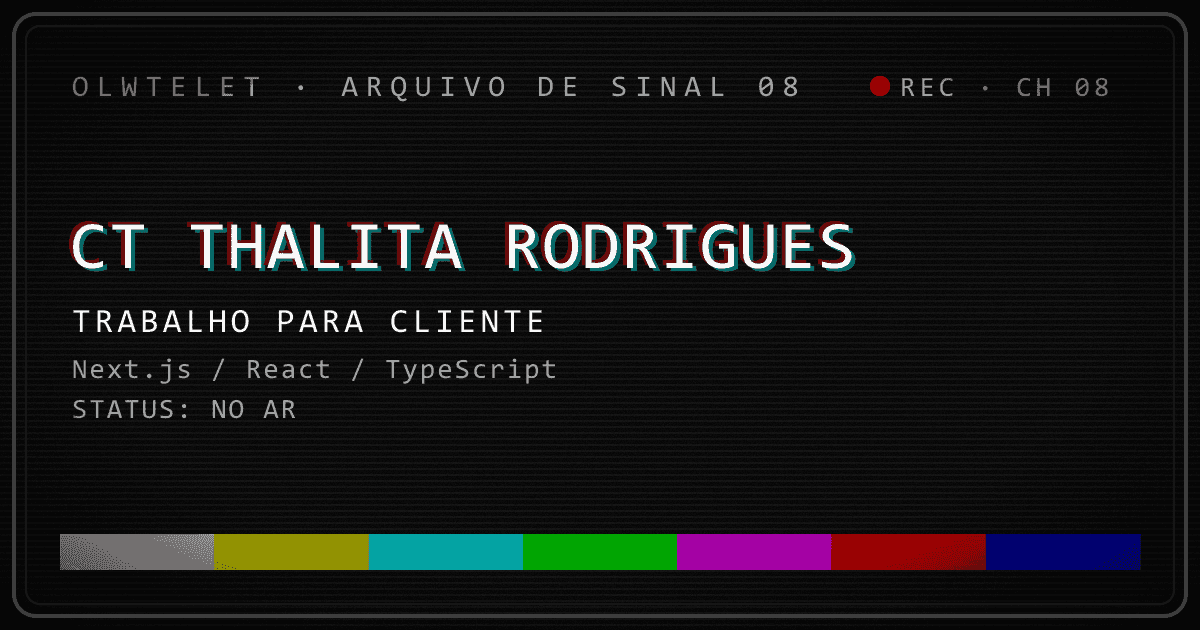 OLWTELET · ARQUIVO DE SINAL 08
REC · CH 08
CT THALITA RODRIGUES
TRABALHO PARA CLIENTE
Next.js / React / TypeScript
STATUS: NO AR